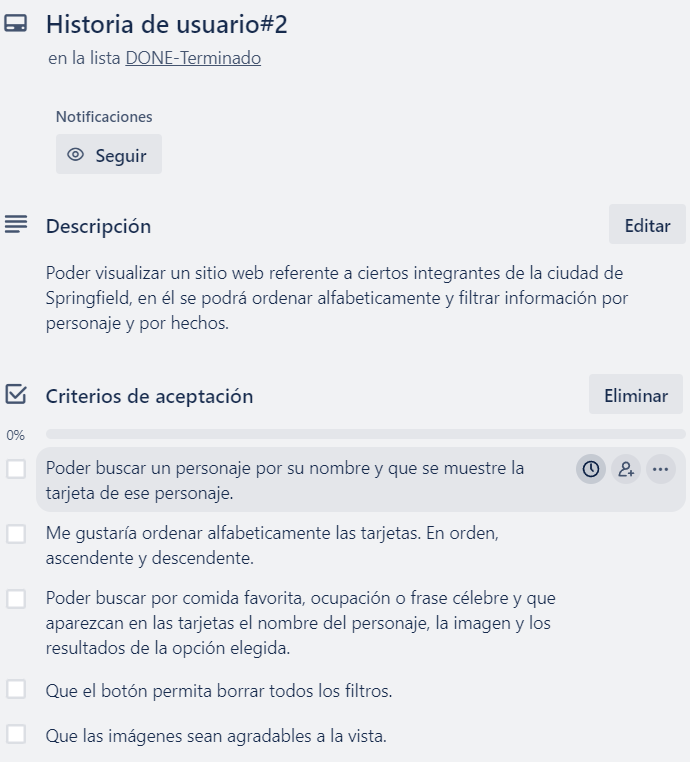 Historia de usuario#2
en la lista DONE-Terminado
Notificaciones
Seguir
Descripción
Editar
Poder visualizar un sitio web referente a ciertos integrantes de la ciudad de
Springfield, en él se podrá ordenar alfabeticamente y filtrar información por
personaje y por hechos.
Criterios de aceptación
Eliminar
0%
Poder buscar un personaje por su nombre y que se muestre la
tarjeta de ese personaje.
Me gustaría ordenar alfabeticamente las tarjetas. En orden,
ascendente y descendente.
Poder buscar por comida favorita, ocupación o frase célebre y que
aparezcan en las tarjetas el nombre del personaje, la imagen y los
resultados de la opción elegida.
Que el botón permita borrar todos los filtros.
Que las imágenes sean agradables a la vista.